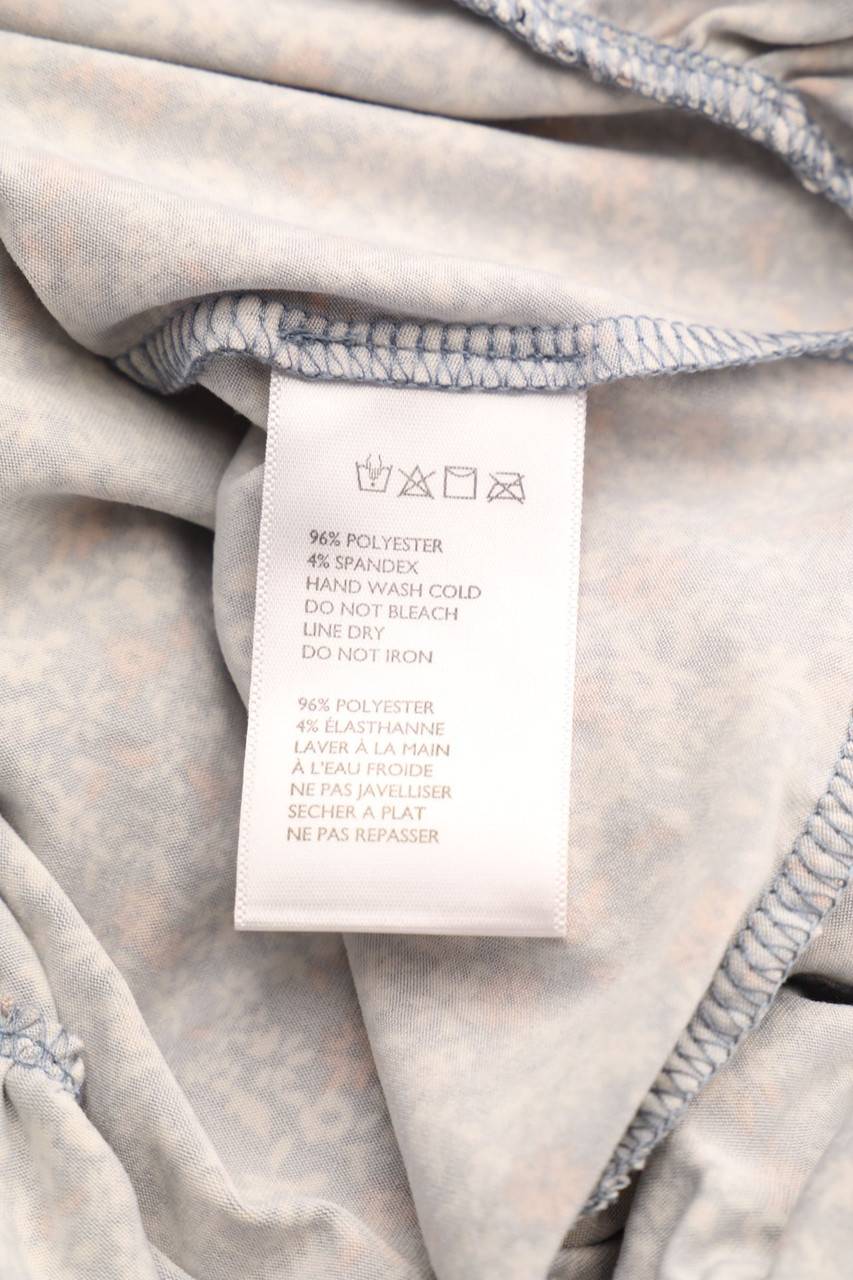 96% POLYESTER
4% SPANDEX
HAND WASH COLD
DO NOT BLEACH
LINE DRY
DO NOT IRON
96% POLYESTER
4% ÉLASTHANNE
LAVER À LA MAIN
À L'EAU FROIDE
NE PAS JAVELLISER
SECHER A PLAT
NE PAS REPASSER